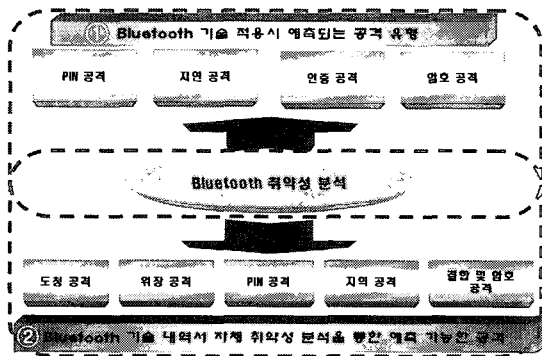 ① Bluetooth 기술 적용시 예측되는 공격 유형
PIN 공격 지연 공격 인증 공격 암호 공격
Bluetooth 취약성 분석
도청 공격 위장 공격 PIN 공격 지역 공격 결합 및 암호
공격
② Bluetooth 기술 내역서 자체 취약성 분석을 통한 예측 가능한 공격